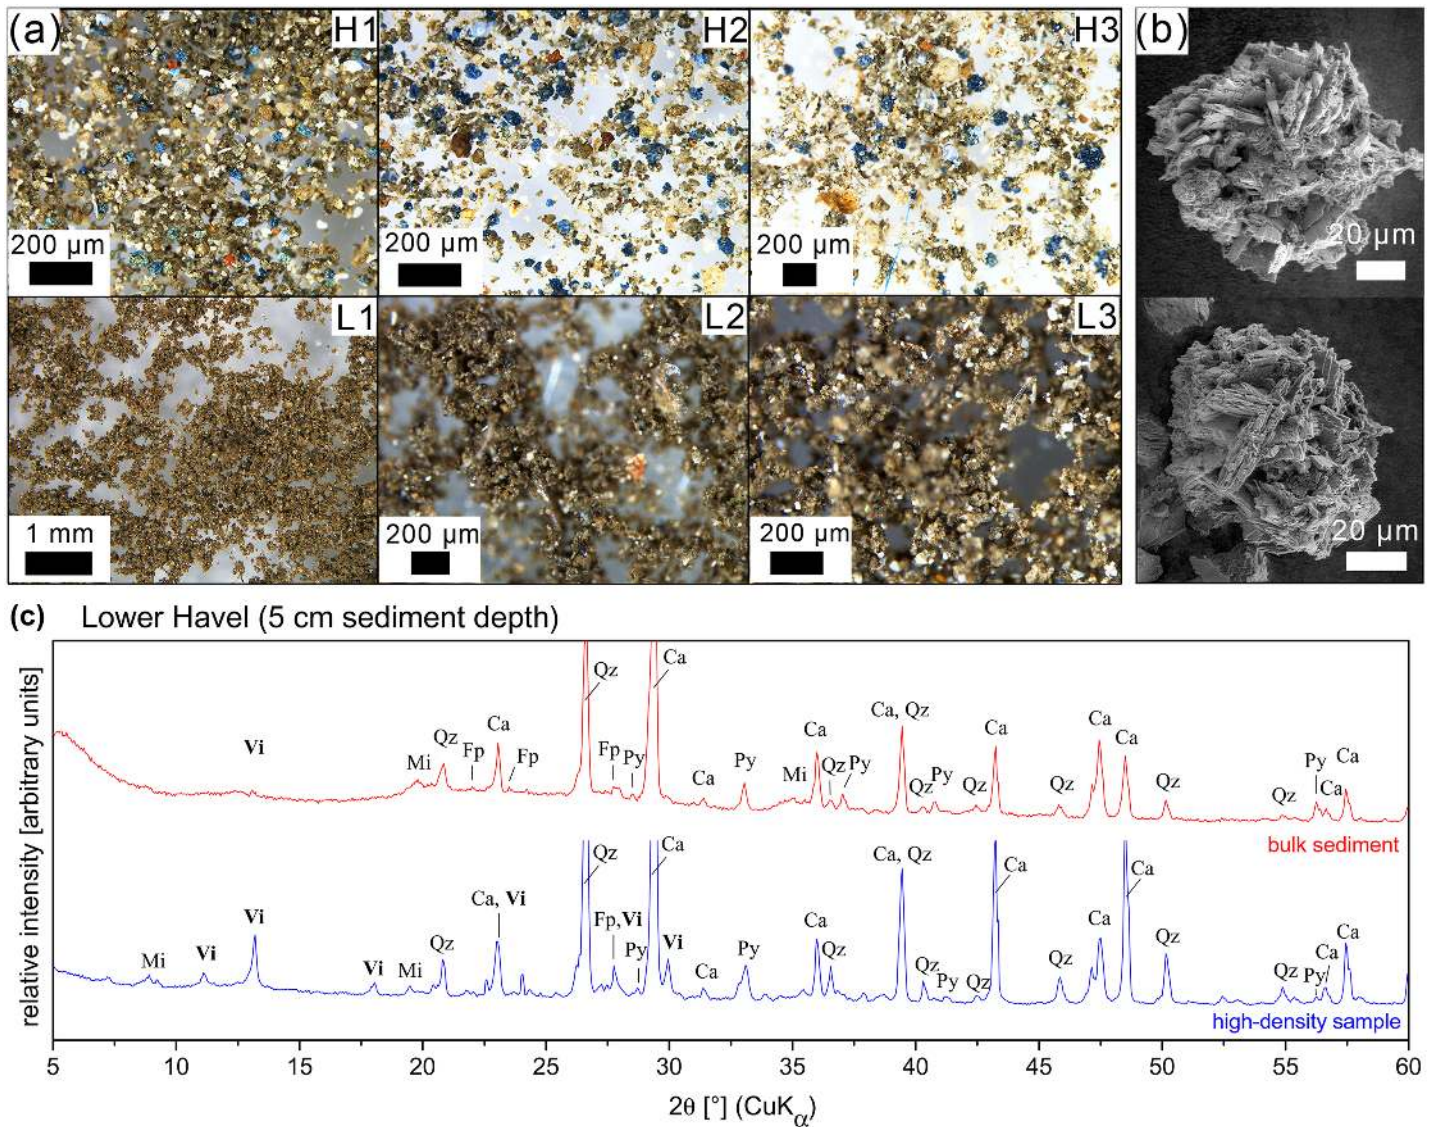 (a) H1 H2 H3 (b)
200 µm 200 µm 200 µm 20 µm
L1 L2 L3
1 mm 200 µm 200 µm 20 µm
(c) Lower Havel (5 cm sediment depth)
relative intensity [arbitrary units]
Vi Mi Qz Fp Ca Fp Qz Fp Py Ca Ca Py Mi Ca Qz Py Ca, Qz Qz Py Qz Ca Qz Ca Ca Qz Qz Py Ca Ca
bulk sediment
Mi Vi Vi Vi Mi Qz Ca, Vi Qz Fp,Vi Py Ca Vi Ca Py Ca Qz Ca, Qz Qz Py Qz Ca Qz Ca Ca Qz Qz Py Ca Ca
high-density sample
5 10 15 20 25 30 35 40 45 50 55 60
2θ [°] (CuKα)